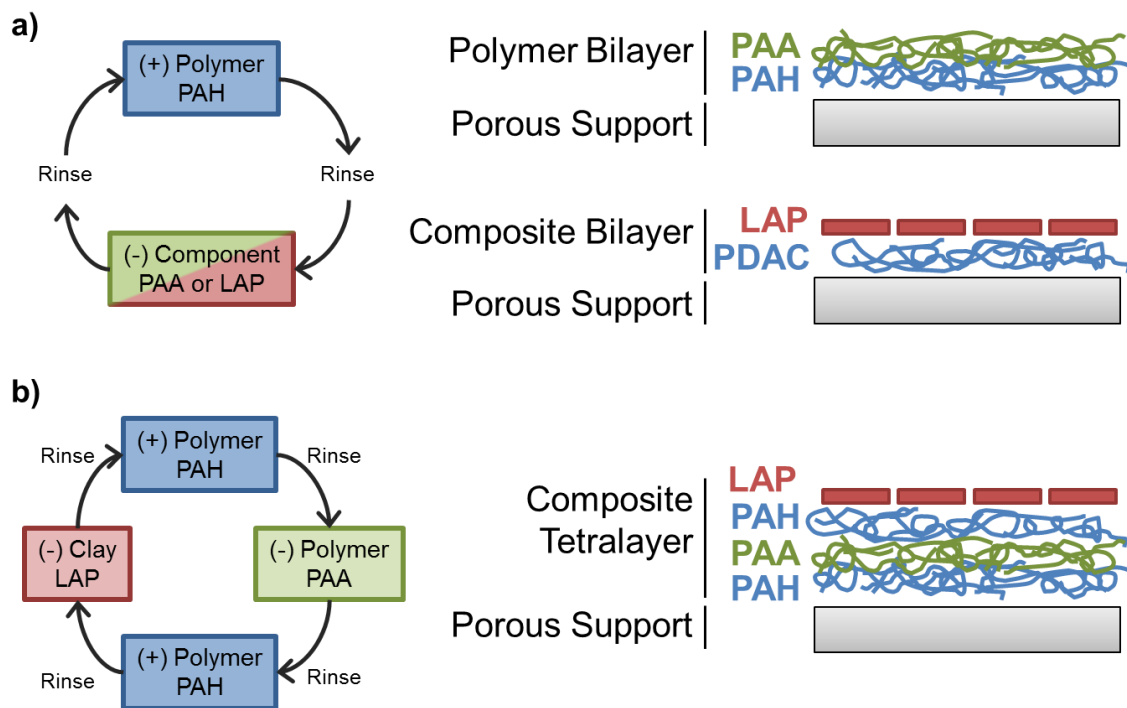 a)
(+) Polymer
PAH
Rinse
Rinse
(-) Component
PAA or LAP
Polymer Bilayer
PAA
PAH
Porous Support
Composite Bilayer
LAP
PDAC
Porous Support
b)
(+) Polymer
PAH
Rinse
Rinse
(-) Clay
LAP
(-) Polymer
PAA
(+) Polymer
PAH
Rinse
Rinse
Composite
Tetralayer
LAP
PAH
PAA
PAH
Porous Support